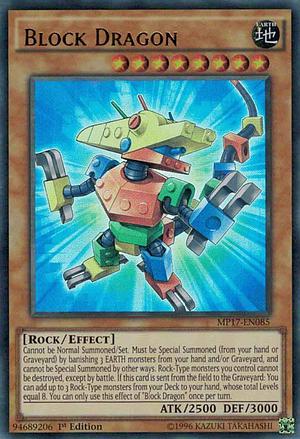 BLOCK DRAGON
EARTH
地
MP17-EN085
[ROCK/EFFECT]
Cannot be Normal Summoned/Set. Must be Special Summoned (from your hand or
Graveyard) by banishing 3 EARTH monsters from your hand and/or Graveyard, and
cannot be Special Summoned by other ways. Rock-Type monsters you control cannot be
destroyed, except by battle. If this card is sent from the field to the Graveyard: You
can add up to 3 Rock-Type monsters from your Deck to your hand, whose total Levels
equal 8. You can only use this effect of "Block Dragon" once per turn.
ATK/2500 DEF/3000
94689206 1st Edition ©1996 KAZUKI TAKAHASHI